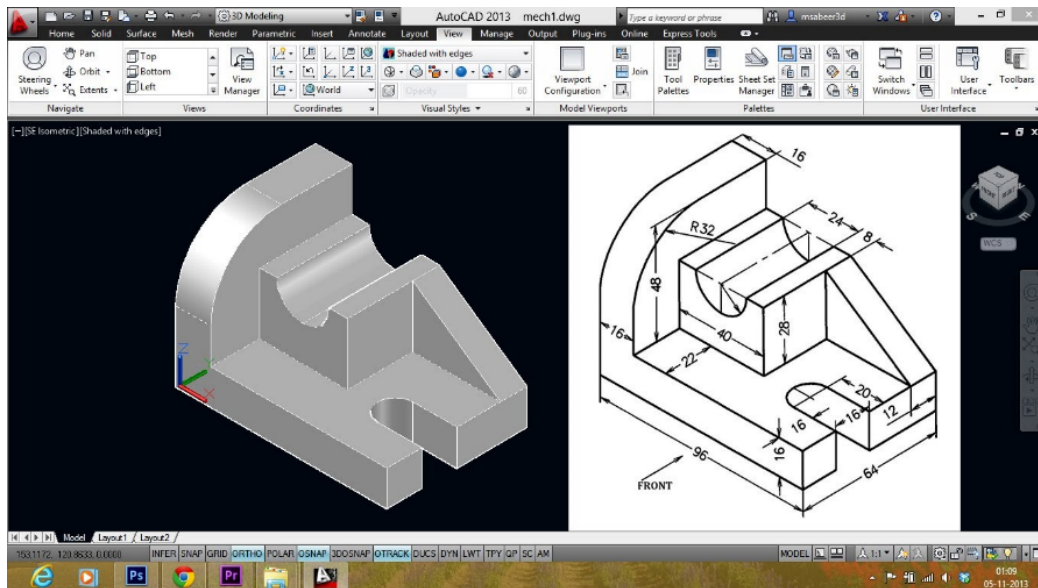 3D Modeling AutoCAD 2013 mech1.dwg Type a keyword or phrase msabeer3d
Home Solid Surface Mesh Render Parametric Insert Annotate Layout View Manage Output Plug-ins Online Express Tools
Pan Top Shaded with edges
Steering Wheels Orbit Bottom View Manager World Viewport Configuration Join Tool Palettes Properties Sheet Set Manager Switch Windows User Interface Toolbars
Extents Left Opacity 60
Navigate Views Coordinates Visual Styles Model Viewports Palettes User Interface
[−][SE Isometric][Shaded with edges]
16
24
R32
8
48
28
16
40
22
20
16
16
12
16
96
64
FRONT
Z
Y
X
TOP
FRONT
S
E
WCS
Model Layout1 Layout2
153.1172, 120.8633, 0.0000 INFER SNAP GRID ORTHO POLAR OSNAP 3DOSNAP OTRACK DUCS DYN LWT TPY QP SC AM MODEL 1:1
Ps Pr
01:09
05-11-2013